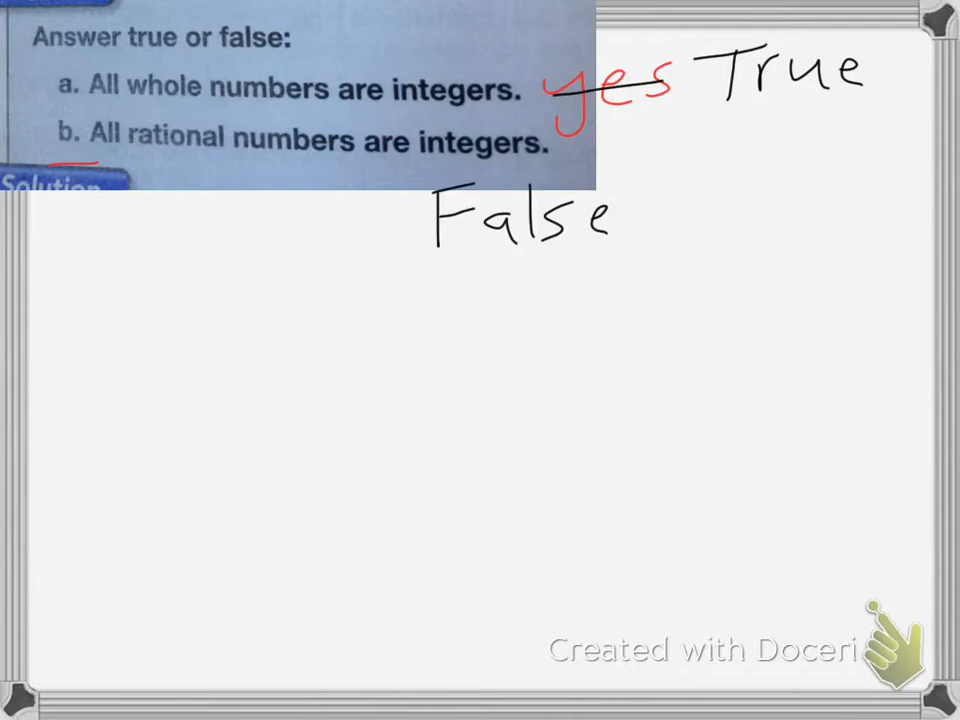 Answer true or false:
a. All whole numbers are integers. yes True
b. All rational numbers are integers.
Solution
False
Created with Doceri